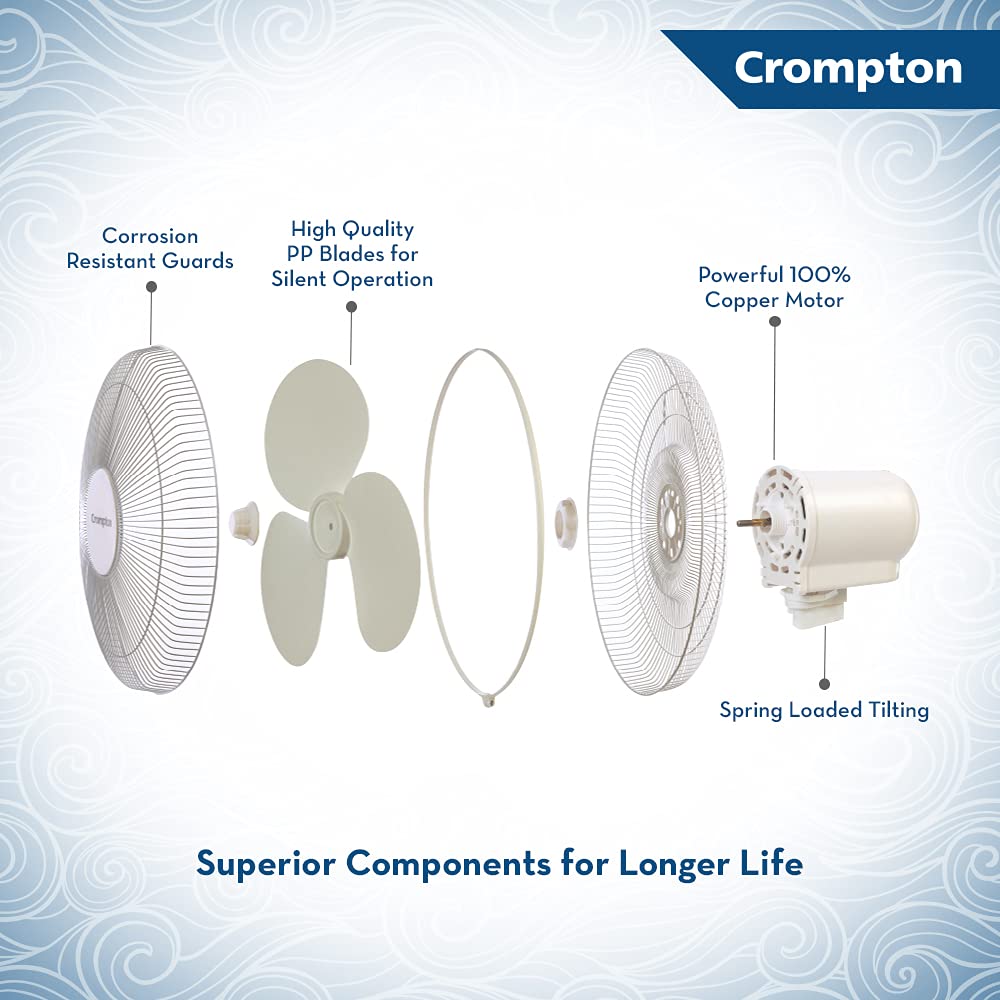 Crompton
Corrosion
Resistant Guards
High Quality
PP Blades for
Silent Operation
Powerful 100%
Copper Motor
Crompton
Spring Loaded Tilting
Superior Components for Longer Life